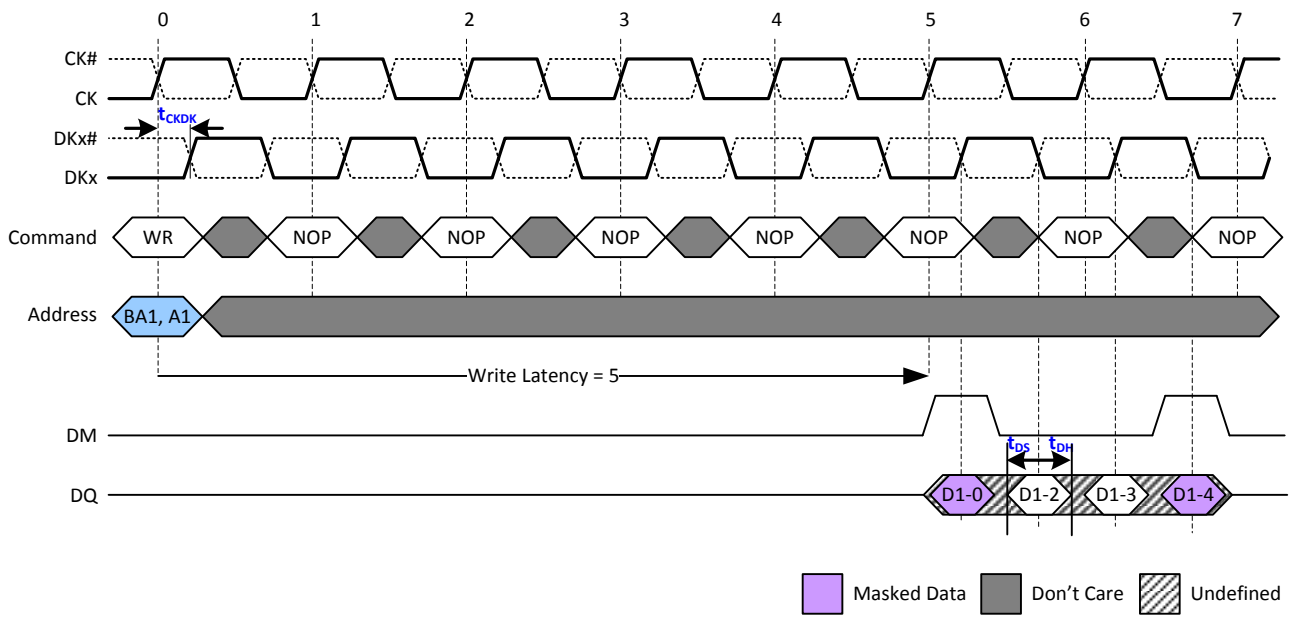 0 1 2 3 4 5 6 7
CK#
CK
tCKDK
DKx#
DKx
Command WR NOP NOP NOP NOP NOP NOP NOP
Address BA1, A1
Write Latency = 5
DM
tDS tDH
DQ D1-0 D1-2 D1-3 D1-4
Masked Data Don't Care Undefined